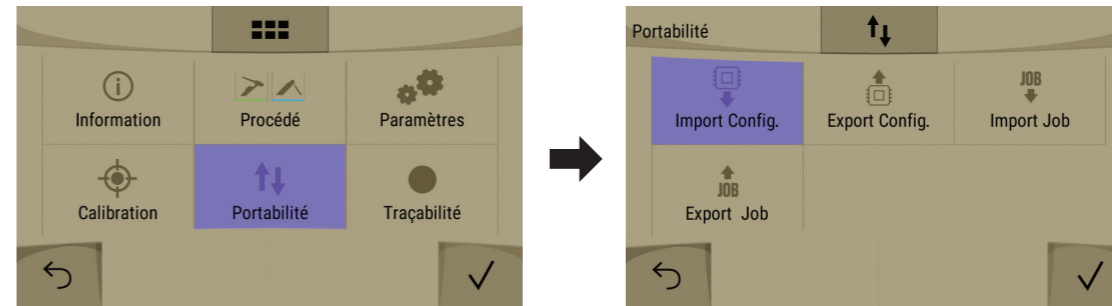 Information
Procédé
Paramètres
Calibration
Portabilité
Traçabilité
Portabilité
Import Config.
Export Config.
JOB
Import Job
JOB
Export Job